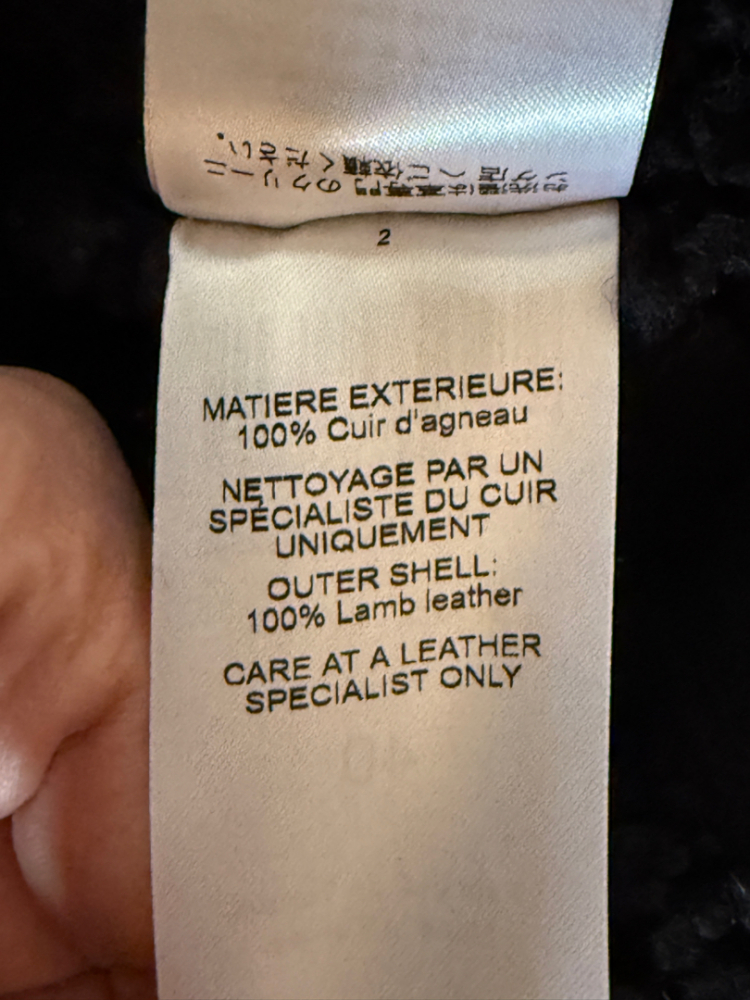 2
MATIERE EXTERIEURE:
100% Cuir d'agneau
NETTOYAGE PAR UN
SPÉCIALISTE DU CUIR
UNIQUEMENT
OUTER SHELL:
100% Lamb leather
CARE AT A LEATHER
SPECIALIST ONLY